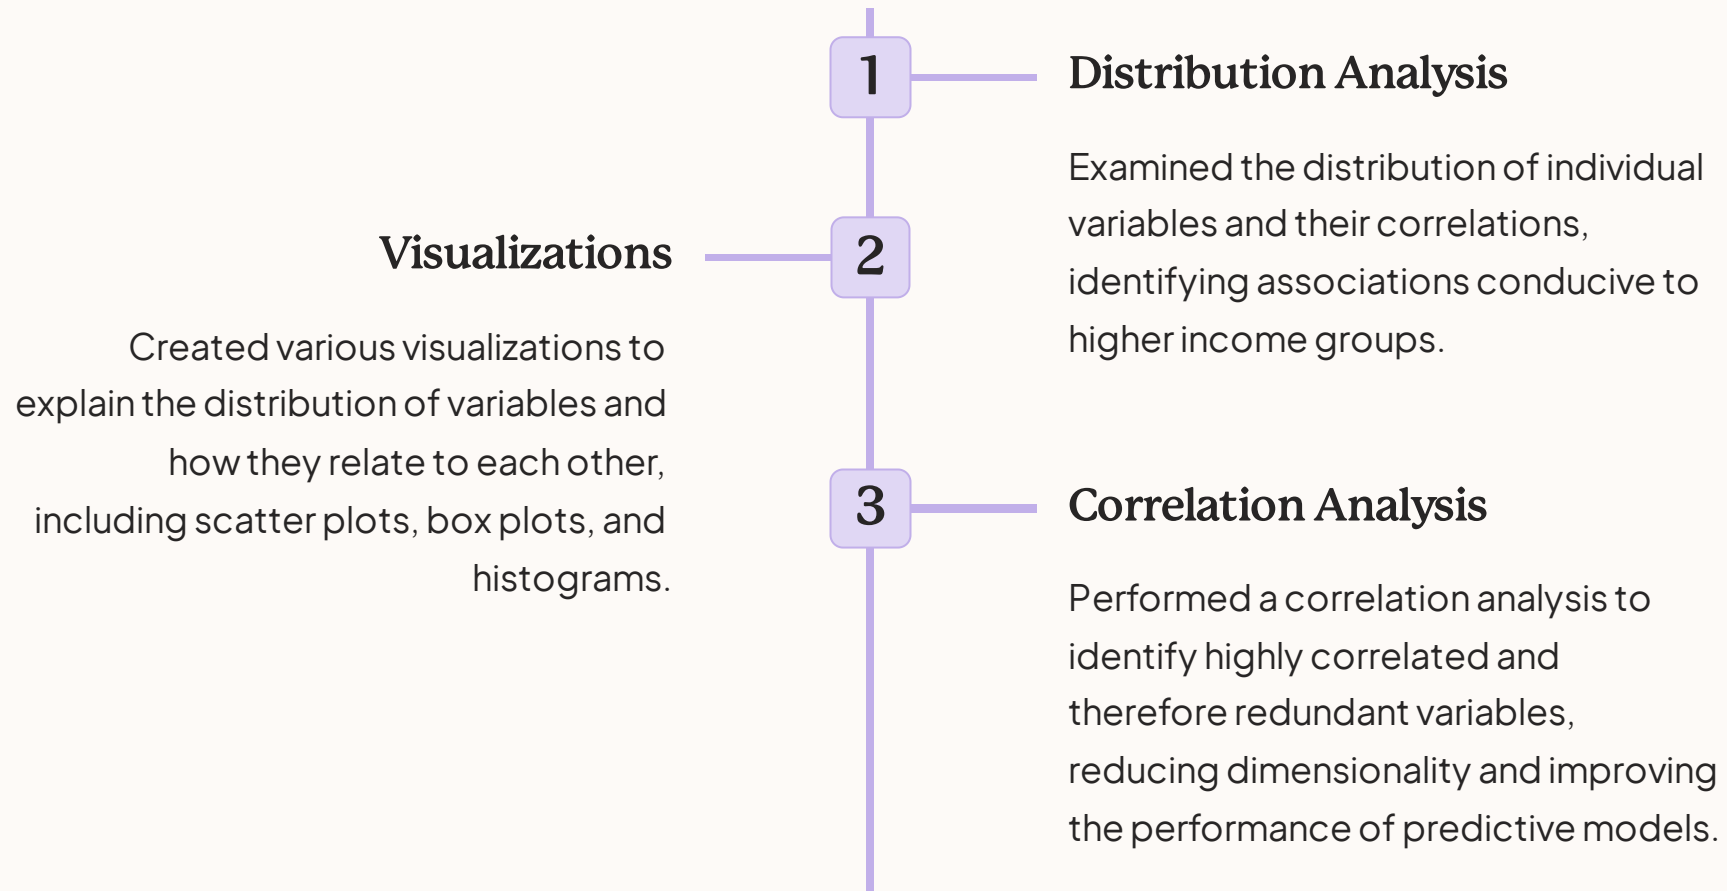 1
Distribution Analysis
Examined the distribution of individual
variables and their correlations,
identifying associations conducive to
higher income groups.
2
Visualizations
Created various visualizations to
explain the distribution of variables and
how they relate to each other,
including scatter plots, box plots, and
histograms.
3
Correlation Analysis
Performed a correlation analysis to
identify highly correlated and
therefore redundant variables,
reducing dimensionality and improving
the performance of predictive models.